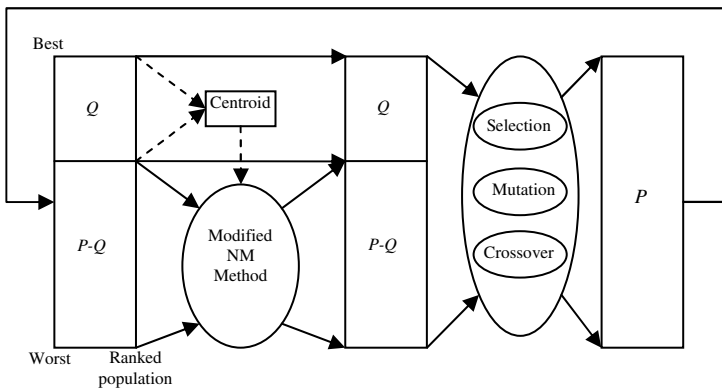 Best
Q
Centroid
Q
Selection
Mutation
P
P-Q
Modified
NM
Method
P-Q
Crossover
Worst
Ranked
population